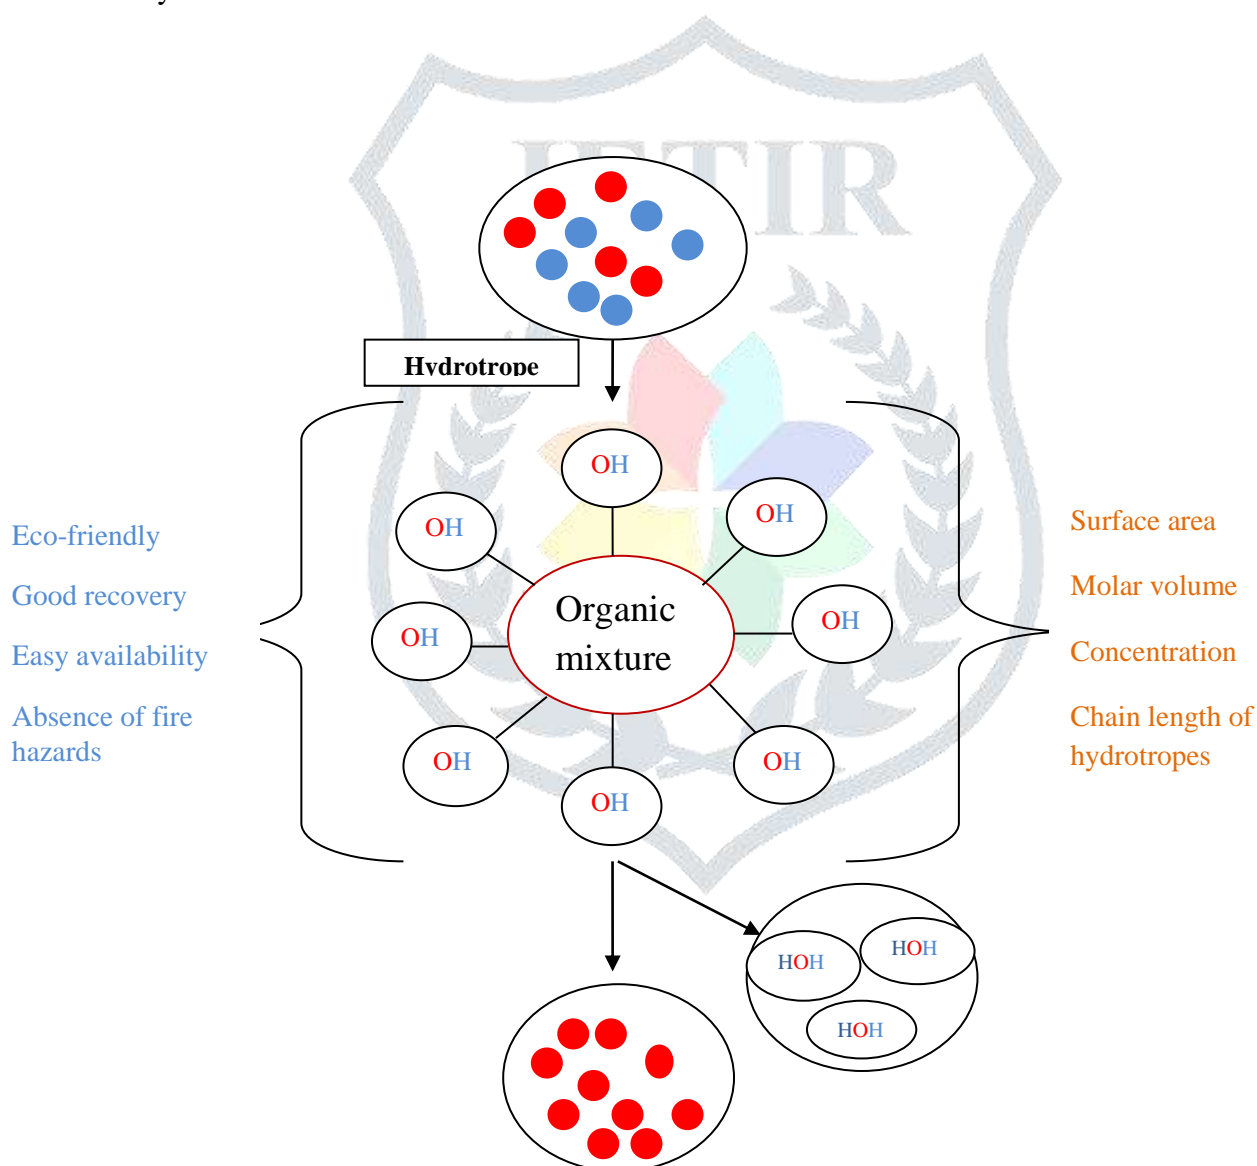 JETIR
Hydrotrope
OH
OH
OH
Organic
mixture
OH
OH
OH
OH
OH
Eco-friendly
Good recovery
Easy availability
Absence of fire
hazards
Surface area
Molar volume
Concentration
Chain length of
hydrotropes
HOH
HOH
HOH